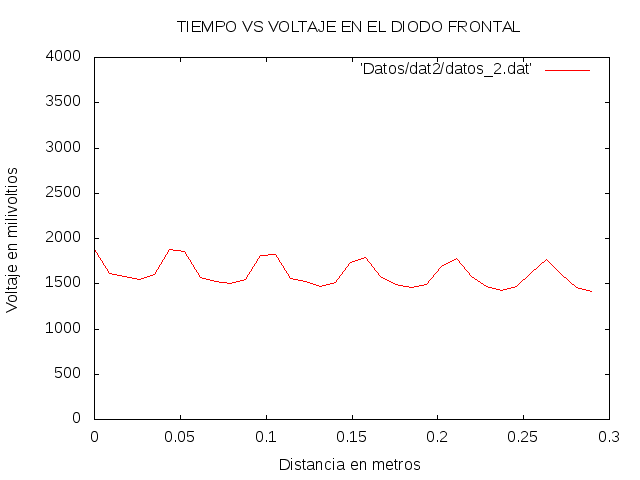 TIEMPO VS VOLTAJE EN EL DIODO FRONTAL
'Datos/dat2/datos_2.dat'
4000
3500
3000
2500
2000
1500
1000
500
0
Voltaje en milivoltios
0 0.05 0.1 0.15 0.2 0.25 0.3
Distancia en metros